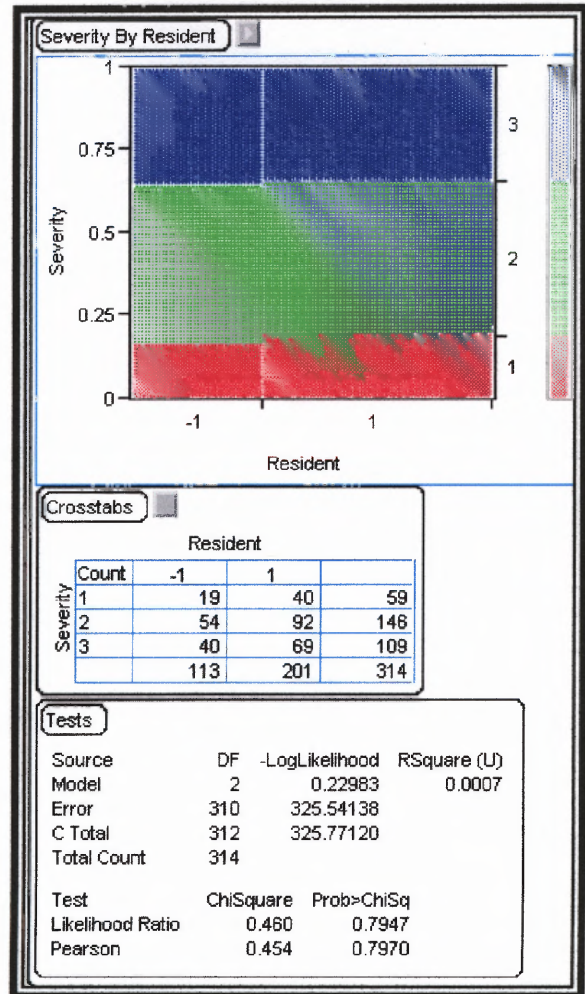 Severity By Resident
1
0.75
0.5
0.25
0
Severity
3
2
1
-1 1
Resident
Crosstabs
Resident
Severity
Count -1 1
1 19 40 59
2 54 92 146
3 40 69 109
113 201 314
Tests
Source DF -LogLikelihood RSquare (U)
Model 2 0.22983 0.0007
Error 310 325.54138
C Total 312 325.77120
Total Count 314
Test ChiSquare Prob>ChiSq
Likelihood Ratio 0.460 0.7947
Pearson 0.454 0.7970